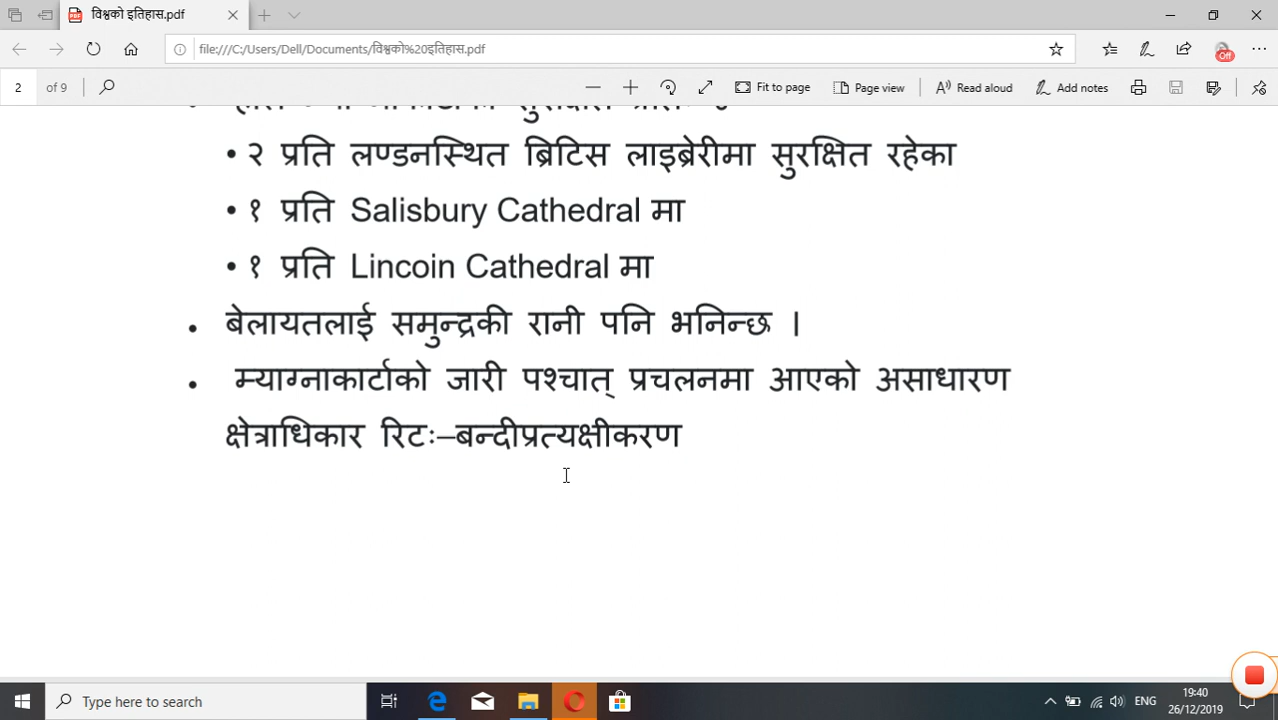 विश्वको इतिहास.pdf
file:///C:/Users/Dell/Documents/विश्वको%20इतिहास.pdf
2 of 9 Fit to page Page view Read aloud Add notes
• २ प्रति लण्डनस्थित ब्रिटिस लाइब्रेरीमा सुरक्षित रहेका
• १ प्रति Salisbury Cathedral मा
• १ प्रति Lincoin Cathedral मा
• बेलायतलाई समुन्द्रकी रानी पनि भनिन्छ ।
• म्याग्नाकार्टाको जारी पश्चात् प्रचलनमा आएको असाधारण
क्षेत्राधिकार रिटः–बन्दीप्रत्यक्षीकरण
Off
Type here to search
ENG
19:40
26/12/2019